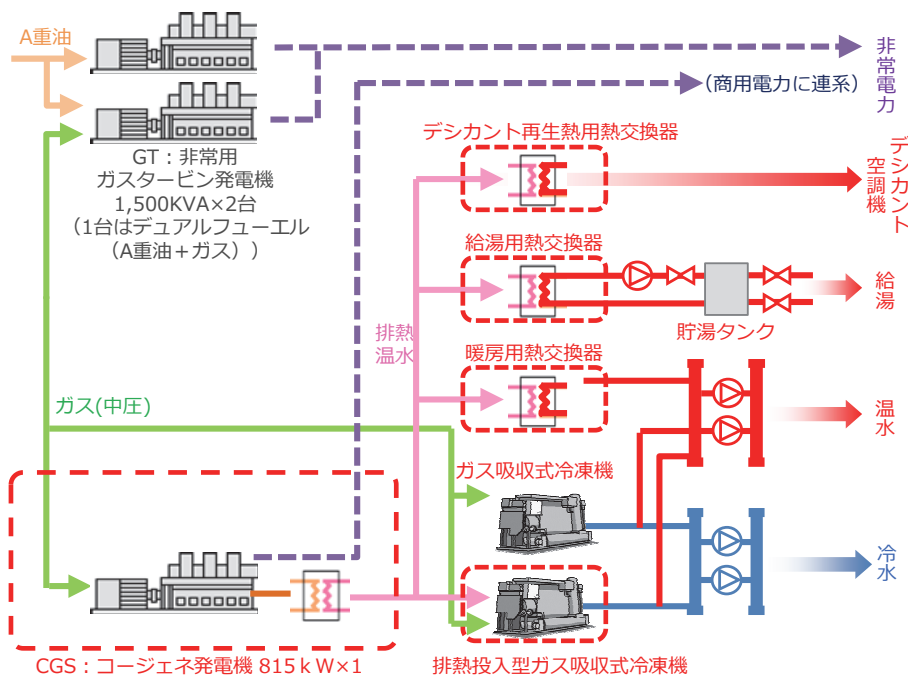 A重油
非常電力
(商用電力に連系)
GT：非常用
ガスタービン発電機
1,500KVA×2台
（1台はデュアルフューエル
（A重油＋ガス））
デシカント再生熱用熱交換器
デシカント
空調機
給湯用熱交換器
給湯
貯湯タンク
排熱
温水
暖房用熱交換器
温水
ガス(中圧)
ガス吸収式冷凍機
冷水
排熱投入型ガス吸収式冷凍機
CGS：コージェネ発電機 815ｋW×1